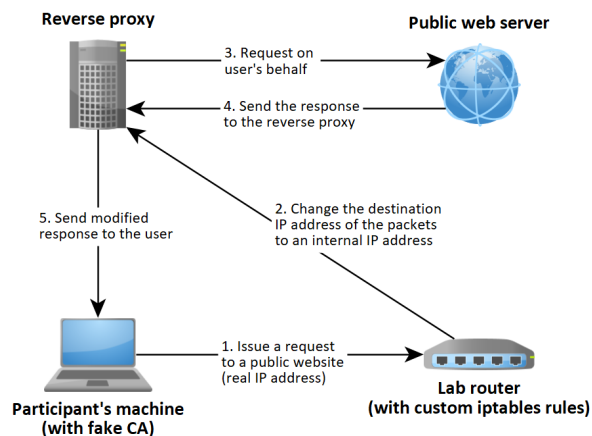 Reverse proxy
Public web server
3. Request on
user's behalf
4. Send the response
to the reverse proxy
2. Change the destination
IP address of the packets
to an internal IP address
5. Send modified
response to the user
1. Issue a request
to a public website
(real IP address)
Participant's machine
(with fake CA)
Lab router
(with custom iptables rules)